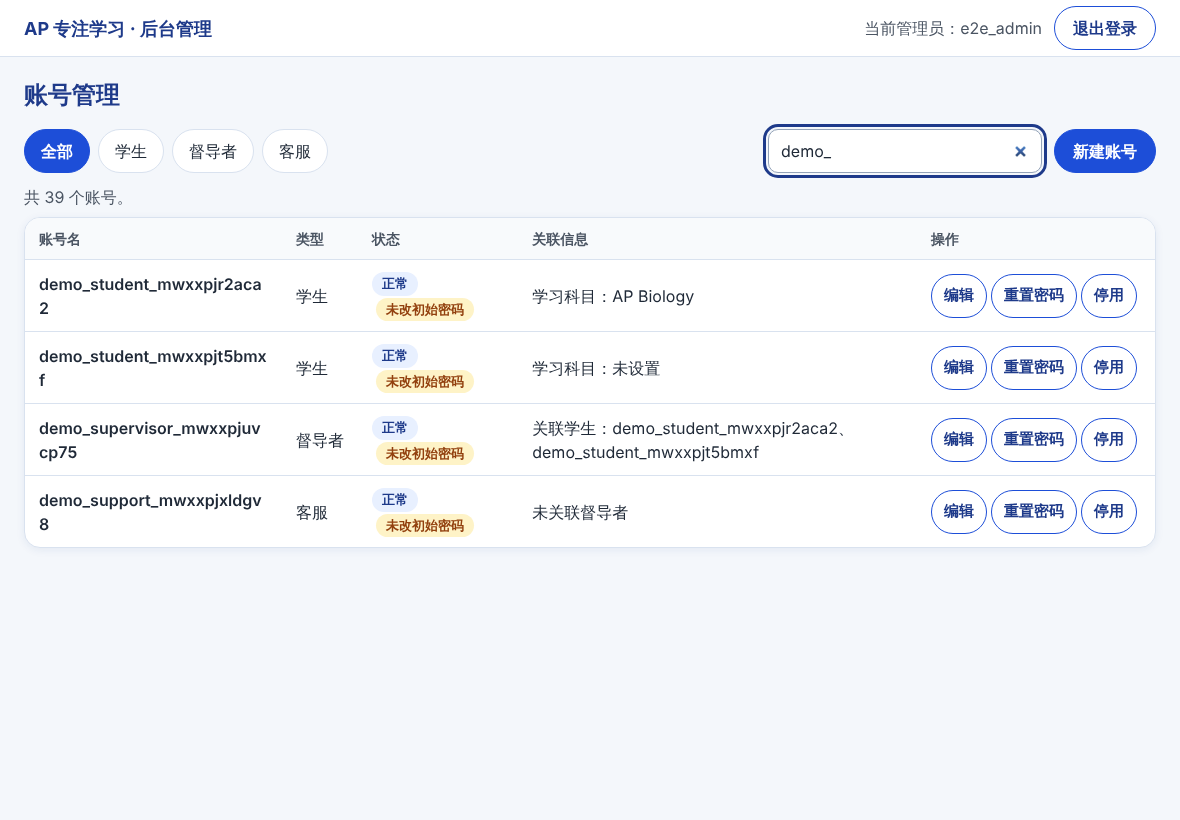 AP 专注学习 · 后台管理
当前管理员：e2e_admin
退出登录
账号管理
全部
学生
督导者
客服
demo_
新建账号
共 39 个账号。
账号名 类型 状态 关联信息 操作
demo_student_mwxxpjr2aca
2
学生
正常
未改初始密码
学习科目：AP Biology
编辑 重置密码 停用
demo_student_mwxxpjt5bmx
f
学生
正常
未改初始密码
学习科目：未设置
编辑 重置密码 停用
demo_supervisor_mwxxpjuv
cp75
督导者
正常
未改初始密码
关联学生：demo_student_mwxxpjr2aca2、
demo_student_mwxxpjt5bmxf
编辑 重置密码 停用
demo_support_mwxxpjxldgv
8
客服
正常
未改初始密码
未关联督导者
编辑 重置密码 停用